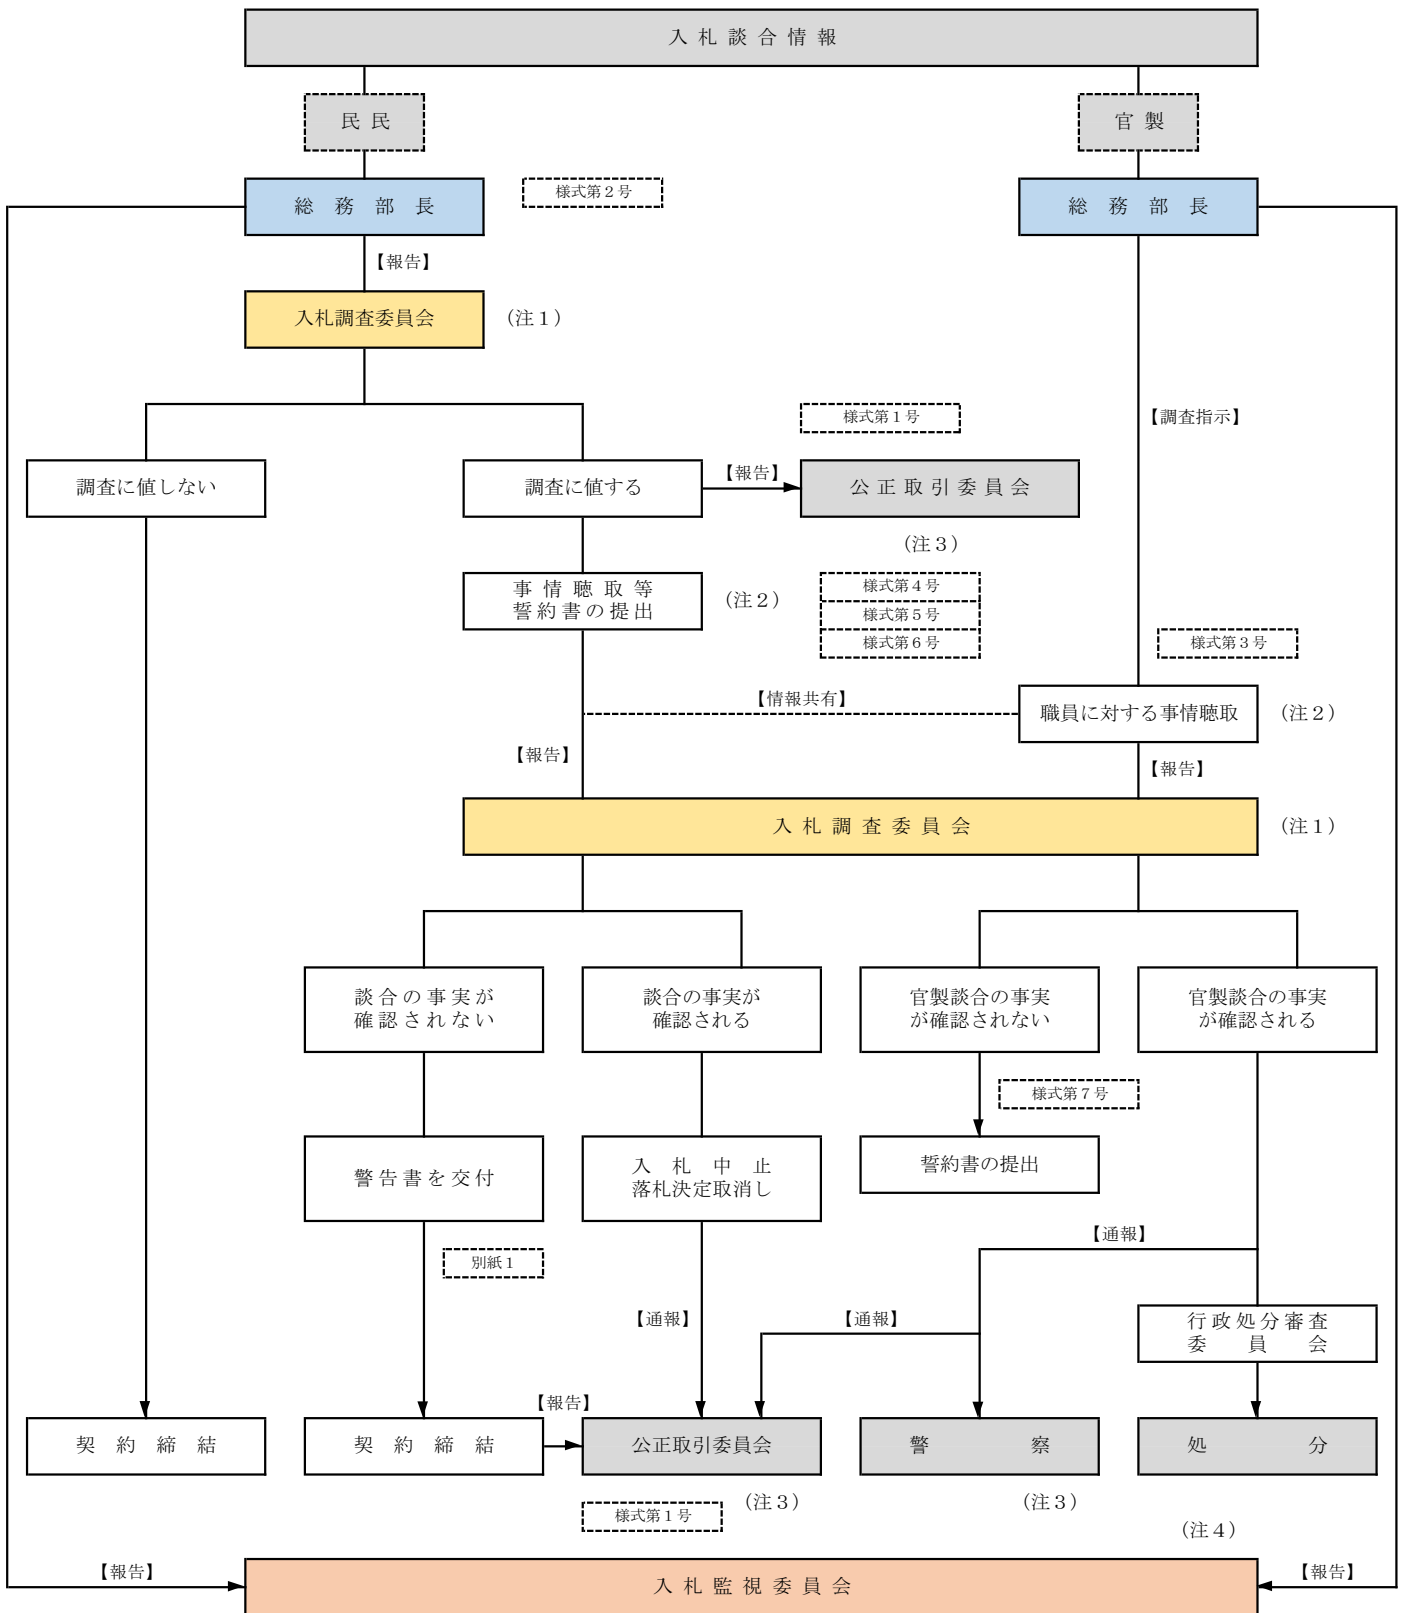 入札談合情報
民民
官製
総務部長
様式第２号
総務部長
【報告】
入札調査委員会
（注１）
様式第１号
【調査指示】
調査に値しない
調査に値する
【報告】
公正取引委員会
（注３）
事情聴取等
誓約書の提出
（注２）
様式第４号
様式第５号
様式第６号
様式第３号
【情報共有】
職員に対する事情聴取
（注２）
【報告】
【報告】
入札調査委員会
（注１）
談合の事実が
確認されない
談合の事実が
確認される
官製談合の事実
が確認されない
官製談合の事実
が確認される
様式第７号
警告書を交付
入札中止
落札決定取消し
誓約書の提出
【通報】
別紙１
【通報】
【通報】
行政処分審査
委員会
【報告】
契約締結
契約締結
公正取引委員会
警察
処分
様式第１号
（注３）
（注３）
（注４）
【報告】
入札監視委員会
【報告】